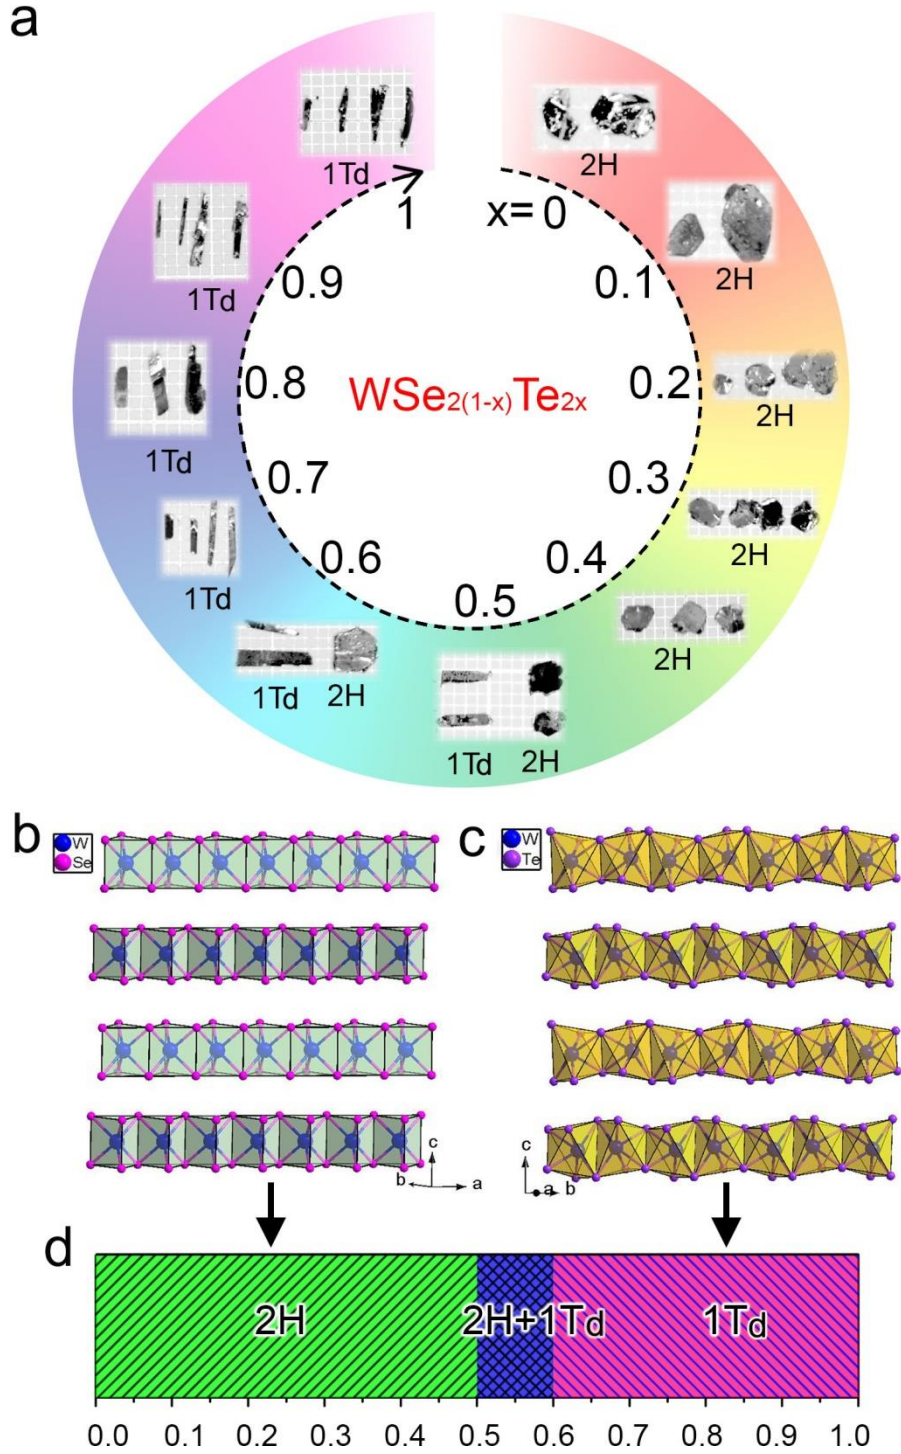 a
2H
1Td
x= 0
1
2H
1Td
0.1
0.9
2H
1Td
0.2
0.8
WSe2(1-x)Te2x
2H
1Td
0.3
0.7
2H
1Td
0.4
0.6
0.5
1Td 2H
1Td 2H
b
W
Se
c
b a
c
W
Te
c
a b
d
2H
2H+1Td
1Td
0.0 0.1 0.2 0.3 0.4 0.5 0.6 0.7 0.8 0.9 1.0